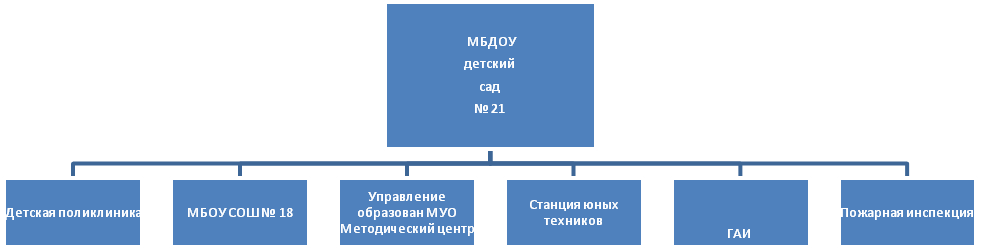 МБДОУ
детский
сад
№ 21
Детская поликлиника
МБОУ СОШ № 18
Управление
образован МУО
Методический центр
Станция юных
техников
ГАИ
Пожарная инспекция